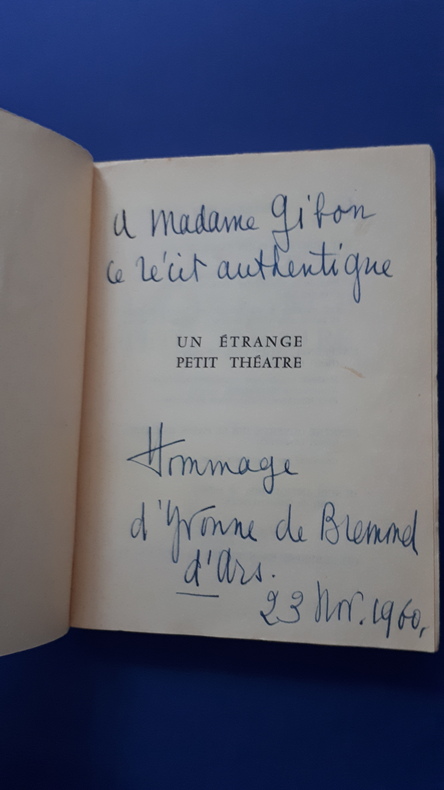 A Madame Gibon
Ce récit authentique
UN ÉTRANGE
PETIT THÉATRE
Hommage
d'Yvonne de Bremond
d'Ars.
23 Nov. 1960.